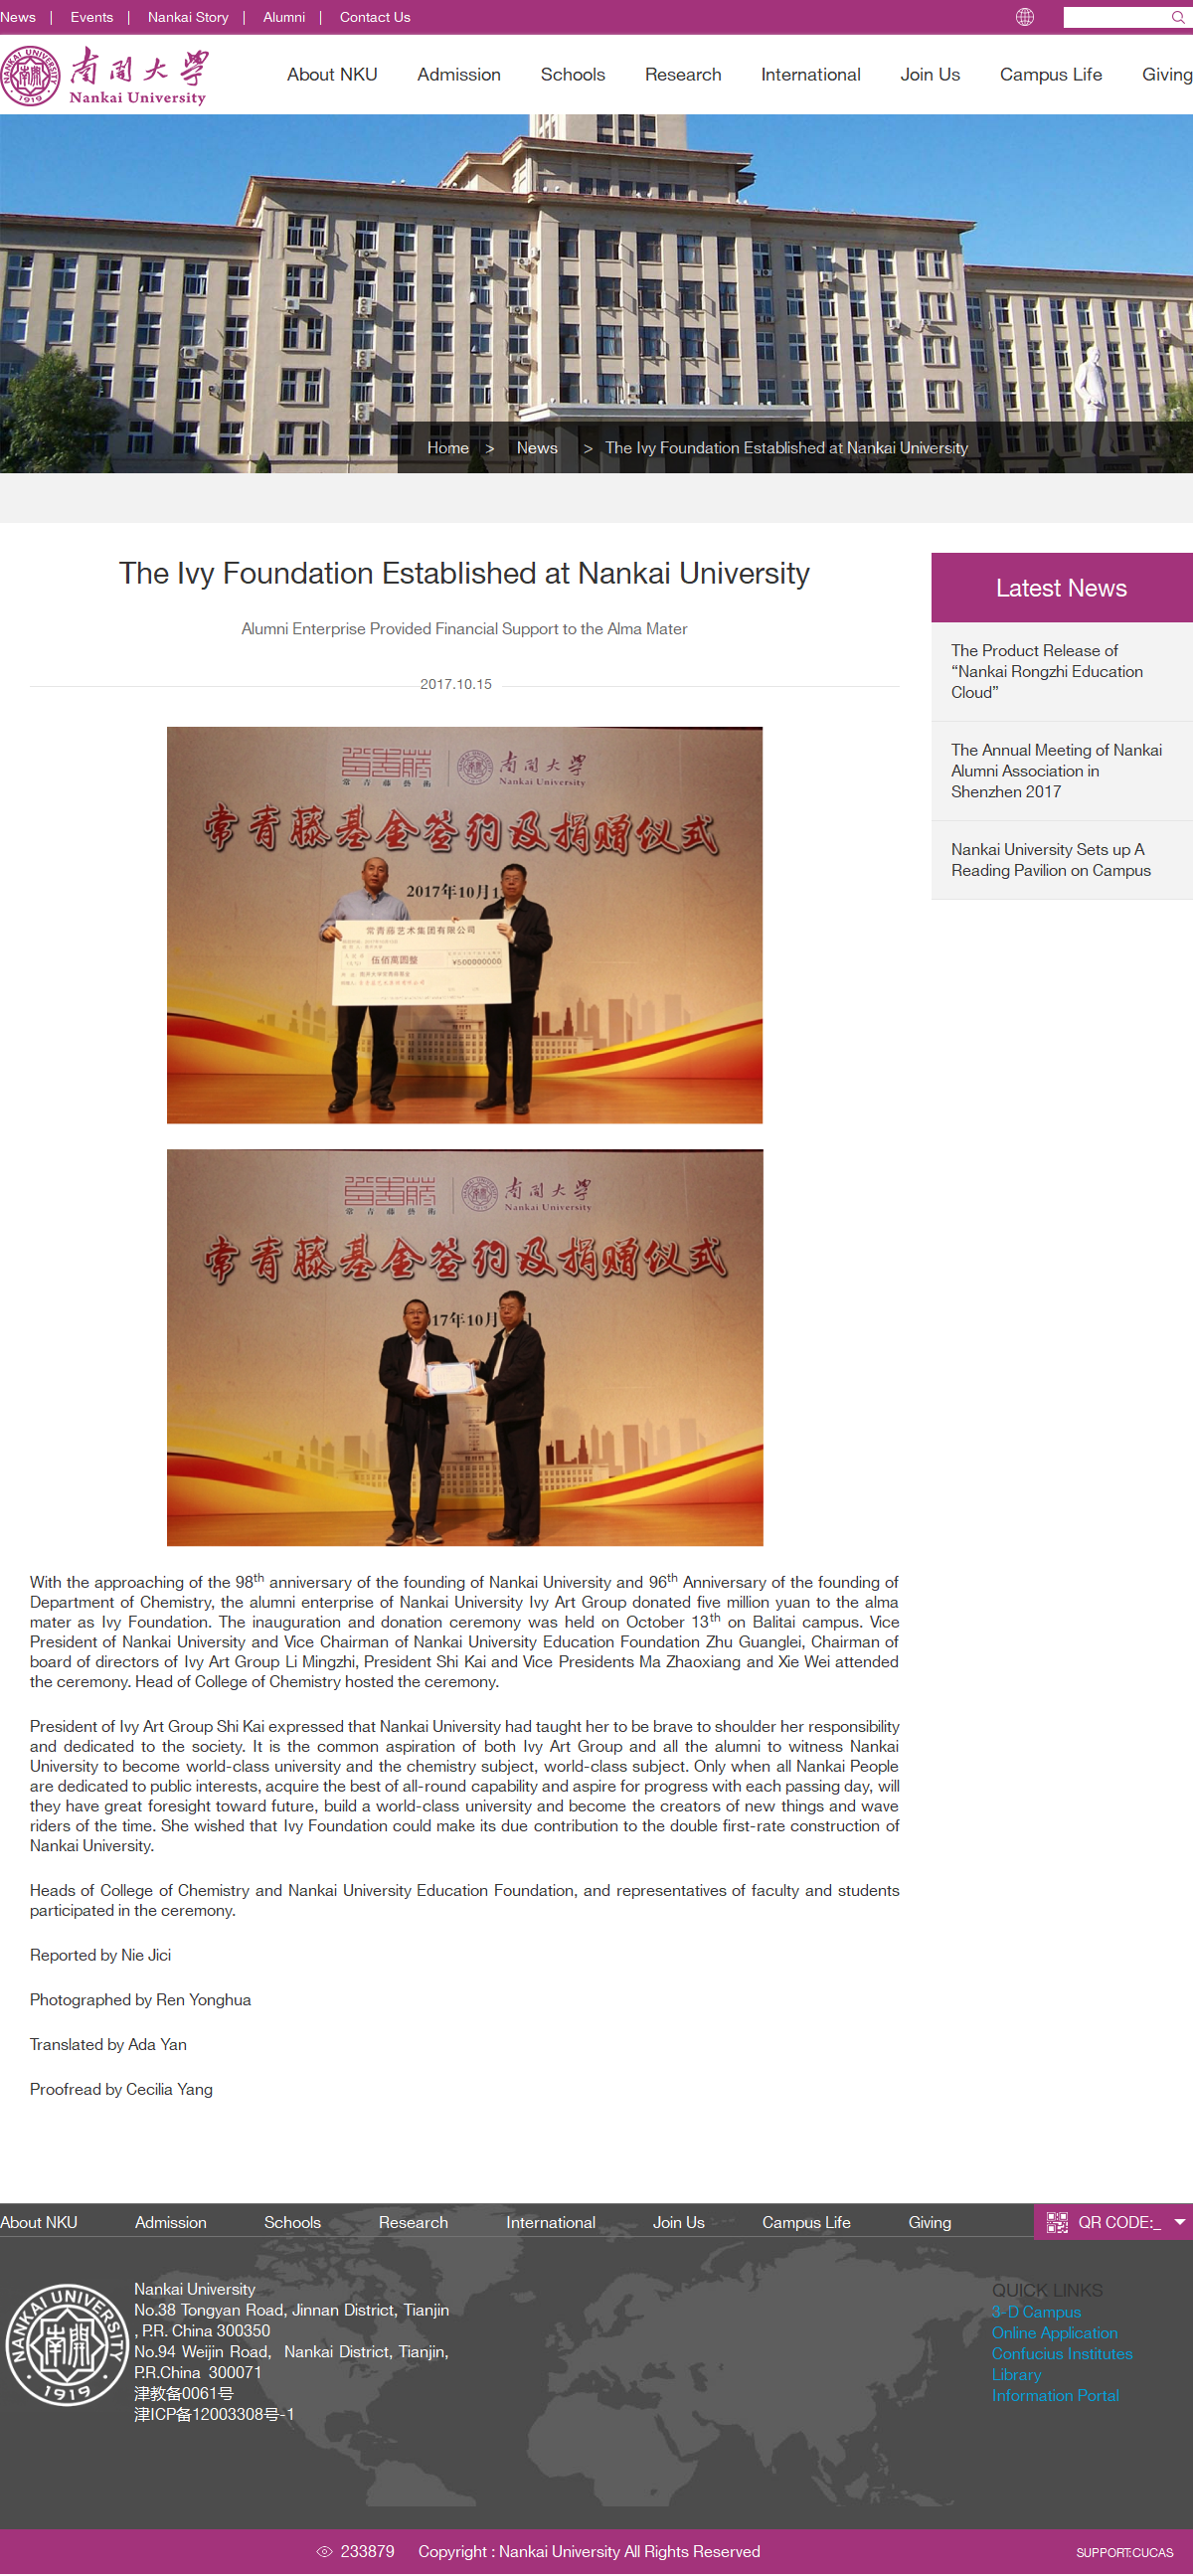 News | Events | Nankai Story | Alumni | Contact Us
南開大學
Nankai University
NANKAI UNIVERSITY
1919
About NKU Admission Schools Research International Join Us Campus Life Giving
Home > News > The Ivy Foundation Established at Nankai University
The Ivy Foundation Established at Nankai University
Alumni Enterprise Provided Financial Support to the Alma Mater
2017.10.15
Latest News
The Product Release of
“Nankai Rongzhi Education
Cloud”
The Annual Meeting of Nankai
Alumni Association in
Shenzhen 2017
Nankai University Sets up A
Reading Pavilion on Campus
常青藤藝術
南開大學
Nankai University
常青藤基金签约及捐赠仪式
2017年10月1
常青藤艺术集团有限公司
伍佰萬圆整
¥500000000
常青藤藝術
南開大學
Nankai University
常青藤基金签约及捐赠仪式
17年10月
With the approaching of the 98th anniversary of the founding of Nankai University and 96th Anniversary of the founding of
Department of Chemistry, the alumni enterprise of Nankai University Ivy Art Group donated five million yuan to the alma
mater as Ivy Foundation. The inauguration and donation ceremony was held on October 13th on Balitai campus. Vice
President of Nankai University and Vice Chairman of Nankai University Education Foundation Zhu Guanglei, Chairman of
board of directors of Ivy Art Group Li Mingzhi, President Shi Kai and Vice Presidents Ma Zhaoxiang and Xie Wei attended
the ceremony. Head of College of Chemistry hosted the ceremony.
President of Ivy Art Group Shi Kai expressed that Nankai University had taught her to be brave to shoulder her responsibility
and dedicated to the society. It is the common aspiration of both Ivy Art Group and all the alumni to witness Nankai
University to become world-class university and the chemistry subject, world-class subject. Only when all Nankai People
are dedicated to public interests, acquire the best of all-round capability and aspire for progress with each passing day, will
they have great foresight toward future, build a world-class university and become the creators of new things and wave
riders of the time. She wished that Ivy Foundation could make its due contribution to the double first-rate construction of
Nankai University.
Heads of College of Chemistry and Nankai University Education Foundation, and representatives of faculty and students
participated in the ceremony.
Reported by Nie Jici
Photographed by Ren Yonghua
Translated by Ada Yan
Proofread by Cecilia Yang
About NKU Admission Schools Research International Join Us Campus Life Giving QR CODE:_
NANKAI UNIVERSITY
南開
1919
Nankai University
No.38 Tongyan Road, Jinnan District, Tianjin
, P.R. China 300350
No.94 Weijin Road, Nankai District, Tianjin,
P.R.China 300071
津教备0061号
津ICP备12003308号-1
QUICK LINKS
3-D Campus
Online Application
Confucius Institutes
Library
Information Portal
233879 Copyright : Nankai University All Rights Reserved
SUPPORT:CUCAS